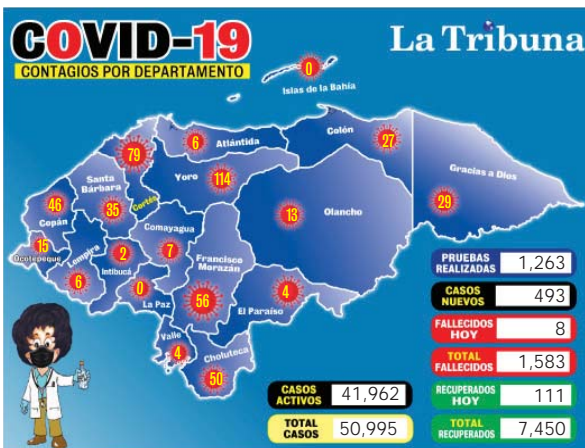 COVID-19
La Tribuna
CONTAGIOS POR DEPARTAMENTO
0
Islas de la Bahía
79
6
Atlántida
Colón
27
Gracias a Dios
29
Santa
Bárbara
35
Cortés
Yoro
114
46
Copán
13
Olancho
15
Ocotepeque
Lempira
6
2
Intibucá
Comayagua
7
Francisco
Morazán
56
0
La Paz
4
El Paraíso
Valle
4
Choluteca
50
PRUEBAS
REALIZADAS
1,263
CASOS
NUEVOS
493
FALLECIDOS
HOY
8
TOTAL
FALLECIDOS
1,583
CASOS
ACTIVOS
41,962
RECUPERADOS
HOY
111
TOTAL
CASOS
50,995
TOTAL
RECUPERADOS
7,450